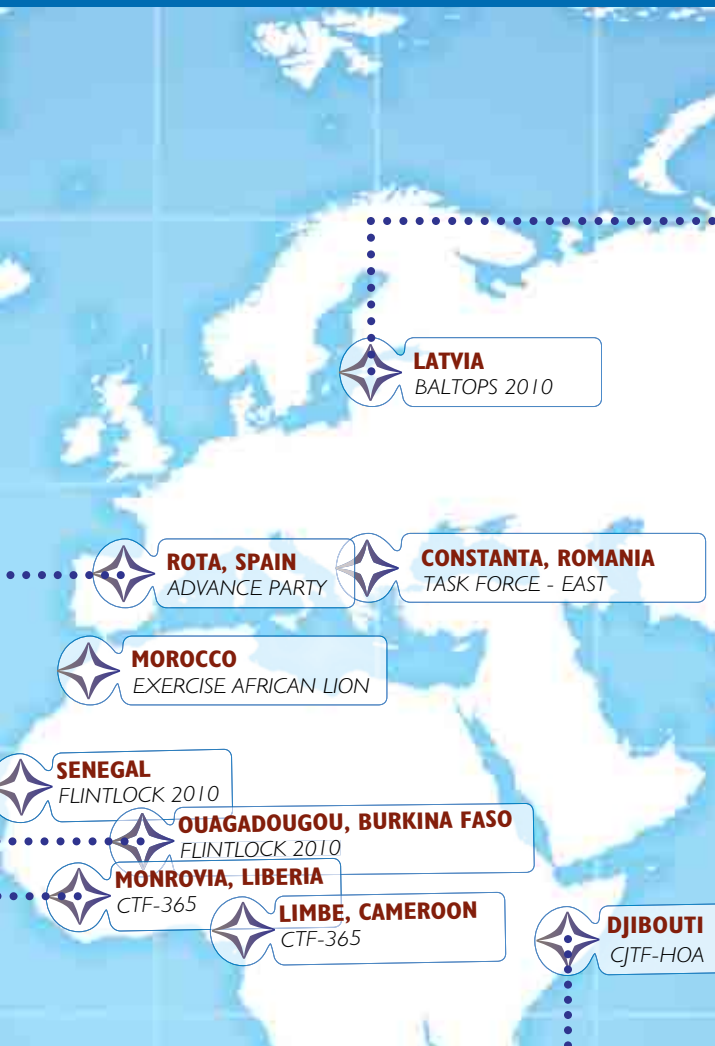 LATVIA
BALTOPS 2010
ROTA, SPAIN
ADVANCE PARTY
CONSTANTA, ROMANIA
TASK FORCE - EAST
MOROCCO
EXERCISE AFRICAN LION
SENEGAL
FLINTLOCK 2010
OUAGADOUGOU, BURKINA FASO
FLINTLOCK 2010
MONROVIA, LIBERIA
CTF-365
LIMBE, CAMEROON
CTF-365
DJIBOUTI
CJTF-HOA